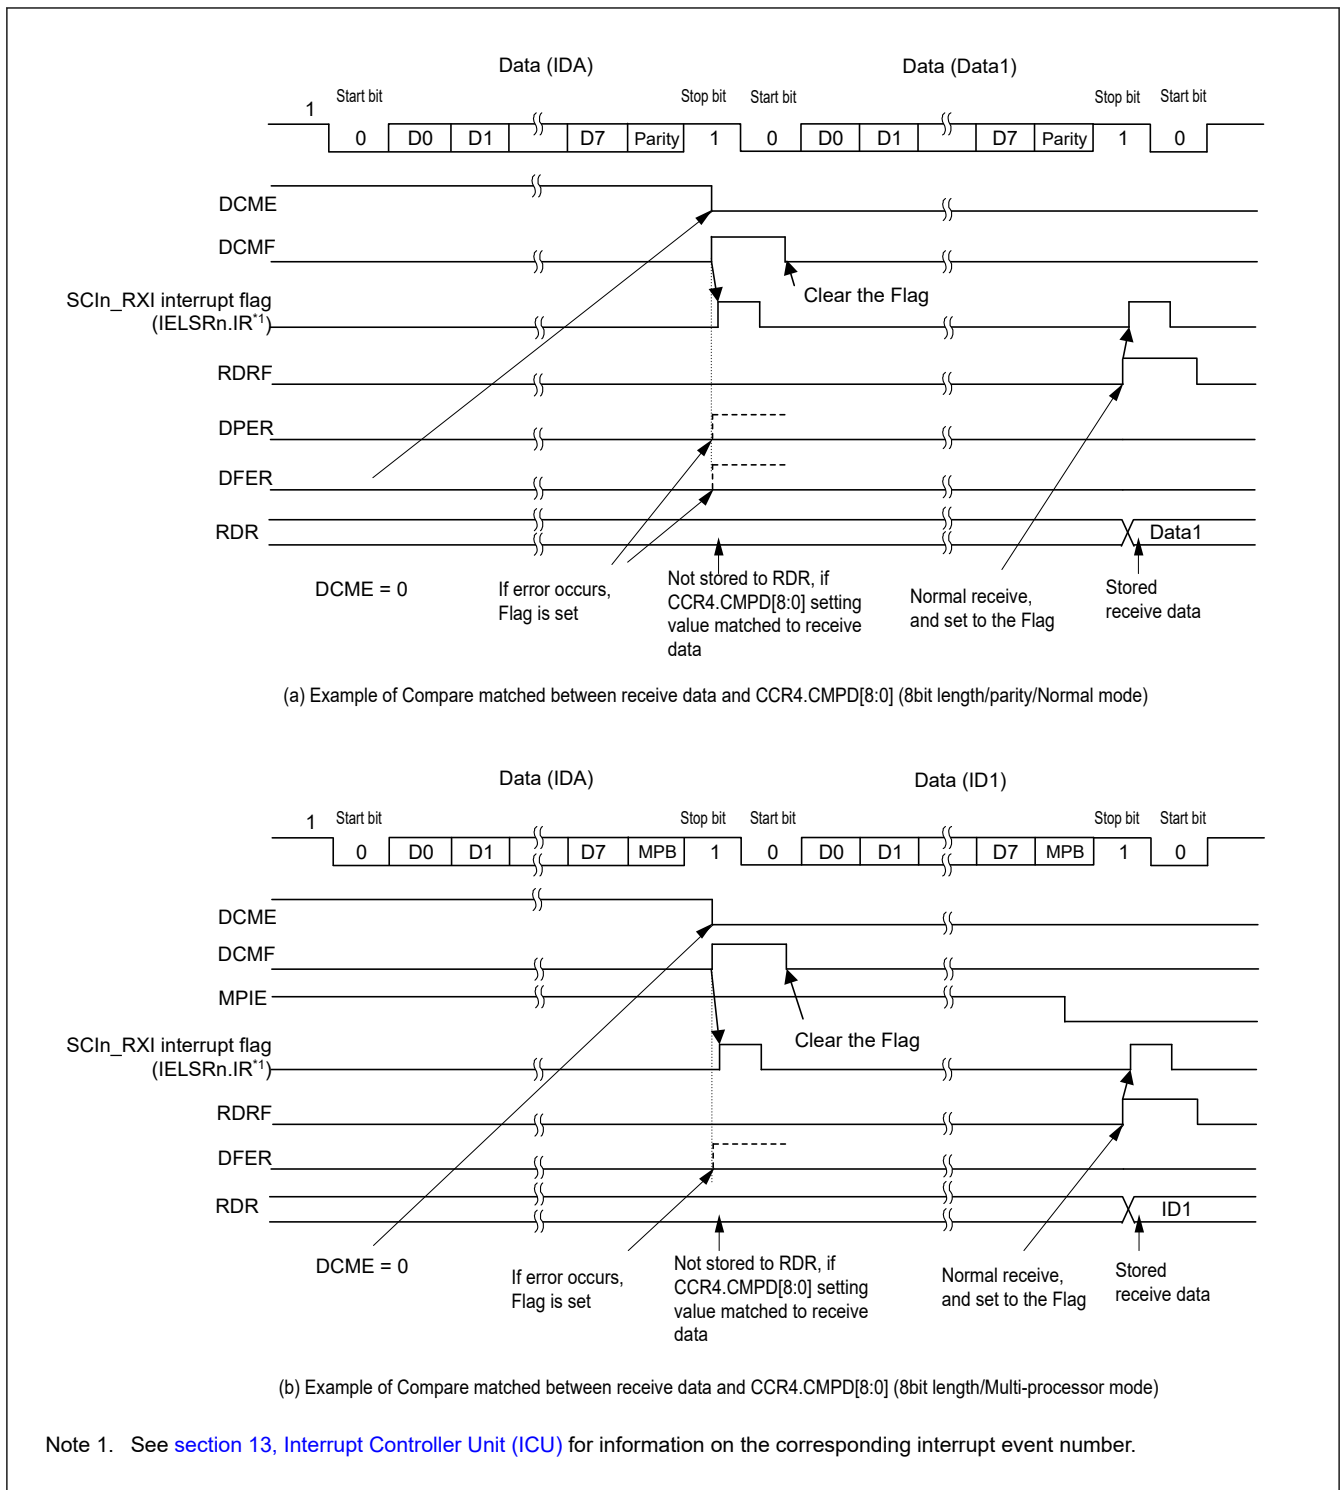 Data (IDA) Data (Data1)
Start bit Stop bit Start bit Stop bit Start bit
1
0 D0 D1 D7 Parity 1 0 D0 D1 D7 Parity 1 0
DCME
DCMF
Clear the Flag
SCIn_RXI interrupt flag
(IELSRn.IR*1)
RDRF
DPER
DFER
RDR Data1
DCME = 0
If error occurs,
Flag is set
Not stored to RDR, if
CCR4.CMPD[8:0] setting
value matched to receive
data
Normal receive,
and set to the Flag
Stored
receive data
(a) Example of Compare matched between receive data and CCR4.CMPD[8:0] (8bit length/parity/Normal mode)
Data (IDA) Data (ID1)
Start bit Stop bit Start bit Stop bit Start bit
1
0 D0 D1 D7 MPB 1 0 D0 D1 D7 MPB 1 0
DCME
DCMF
MPIE
Clear the Flag
SCIn_RXI interrupt flag
(IELSRn.IR*1)
RDRF
DFER
RDR ID1
DCME = 0
If error occurs,
Flag is set
Not stored to RDR, if
CCR4.CMPD[8:0] setting
value matched to receive
data
Normal receive,
and set to the Flag
Stored
receive data
(b) Example of Compare matched between receive data and CCR4.CMPD[8:0] (8bit length/Multi-processor mode)
Note 1. See section 13, Interrupt Controller Unit (ICU) for information on the corresponding interrupt event number.